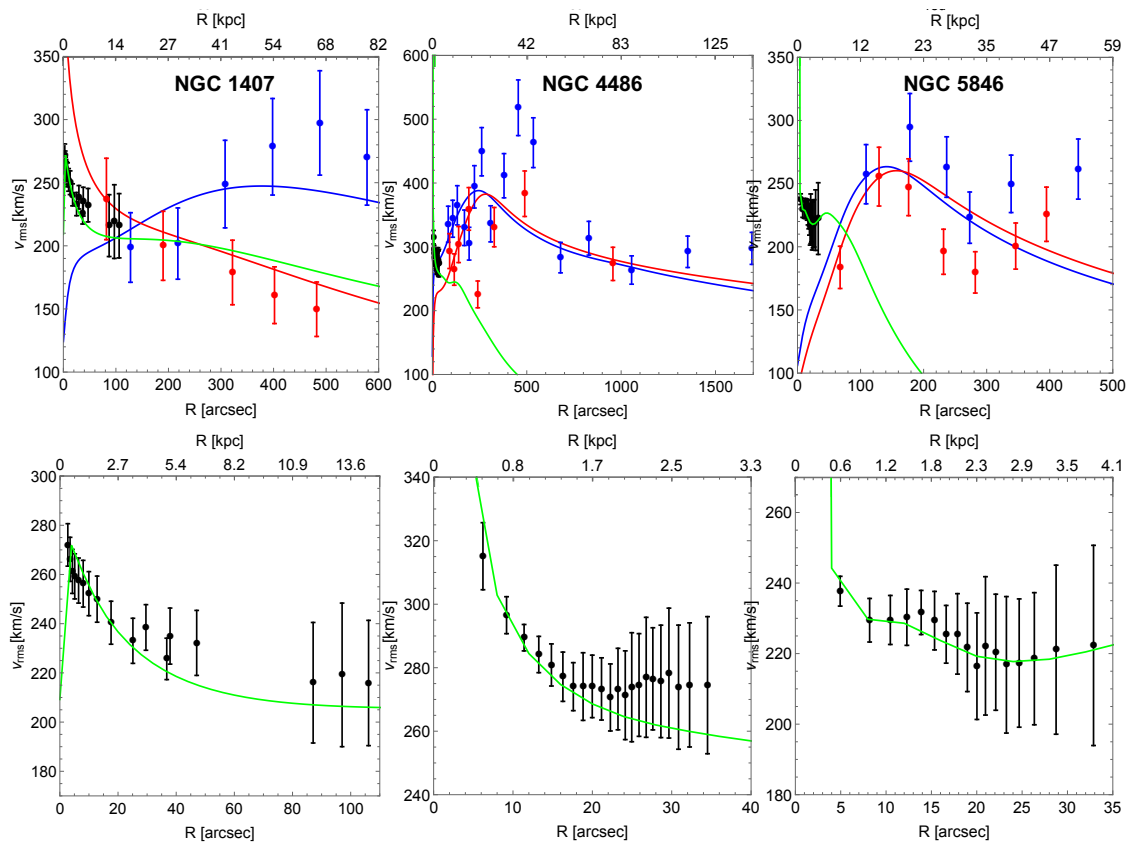 R [kpc] R [kpc] R [kpc]
0 14 27 41 54 68 82 0 42 83 125 0 12 23 35 47 59
NGC 1407 NGC 4486 NGC 5846
350 300 250 200 150 100
vrms[km/s]
600 500 400 300 200 100
vrms[km/s]
350 300 250 200 150 100
vrms[km/s]
0 100 200 300 400 500 600 0 500 1000 1500 0 100 200 300 400 500
R [arcsec] R [arcsec] R [arcsec]
R [kpc] R [kpc] R [kpc]
0 2.7 5.4 8.2 10.9 13.6 0 0.8 1.7 2.5 3.3 0 0.6 1.2 1.8 2.3 2.9 3.5 4.1
300 280 260 240 220 200 180
vrms[km/s]
340 320 300 280 260 240
vrms[km/s]
260 240 220 200 180
vrms[km/s]
0 20 40 60 80 100 0 10 20 30 40 0 5 10 15 20 25 30 35
R [arcsec] R [arcsec] R [arcsec]